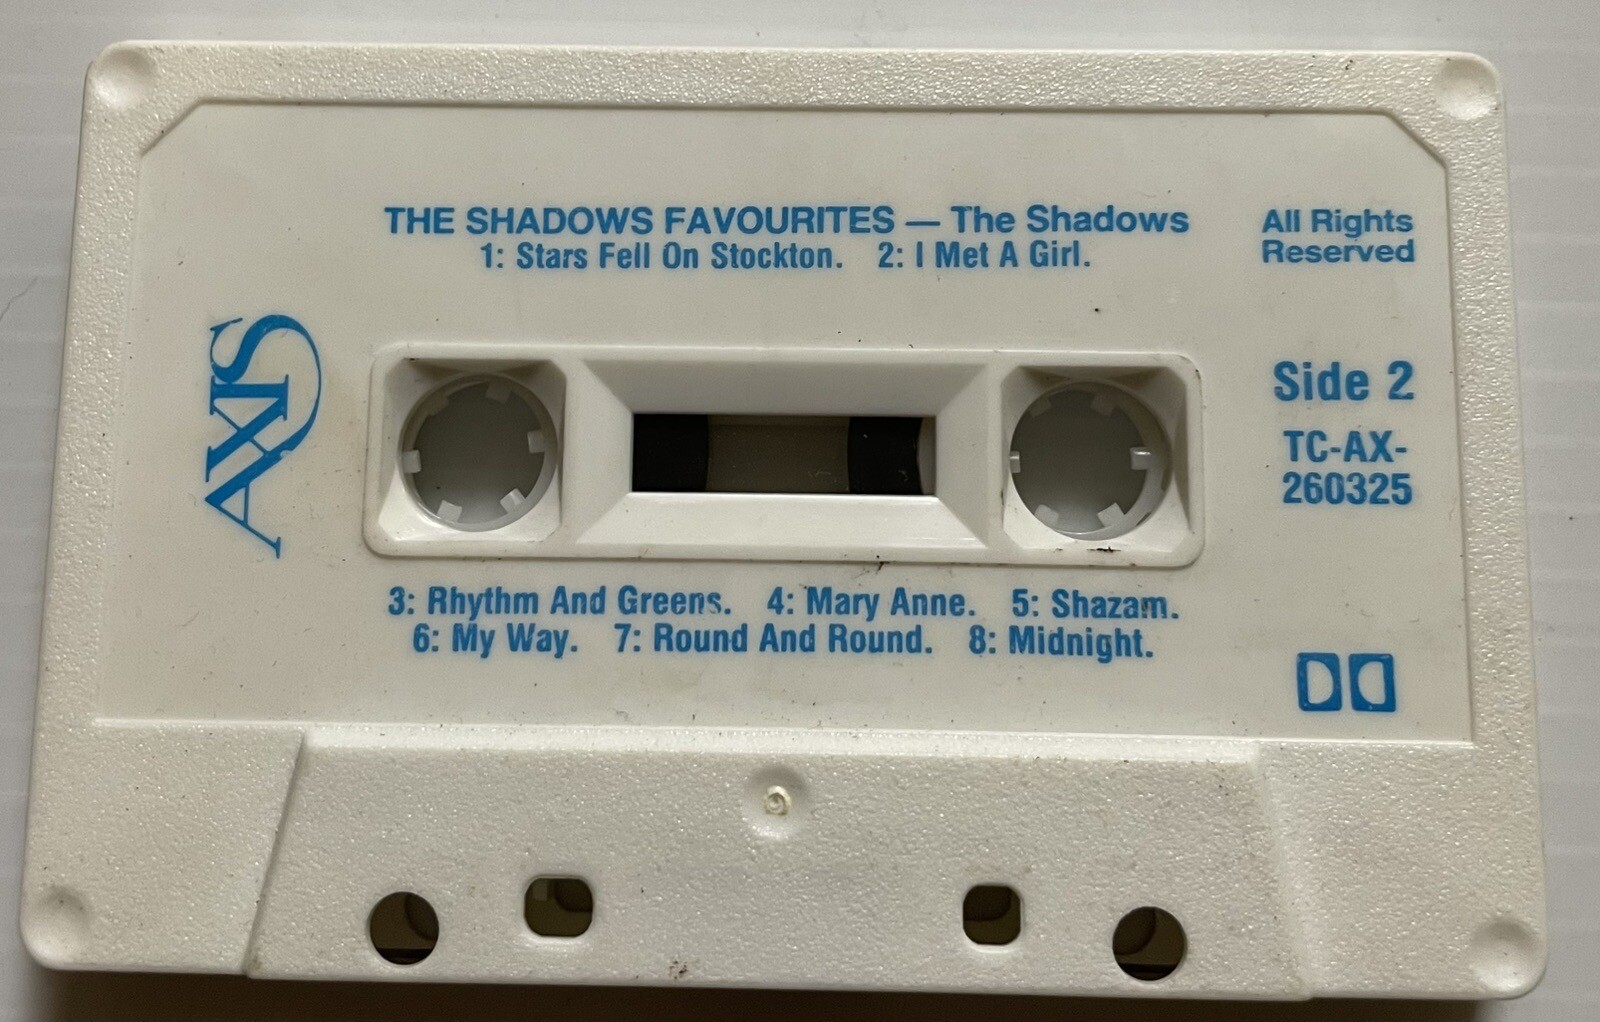 THE SHADOWS FAVOURITES — The Shadows
1: Stars Fell On Stockton. 2: I Met A Girl.
All Rights
Reserved
AXIS
Side 2
TC-AX-
260325
3: Rhythm And Greens. 4: Mary Anne. 5: Shazam.
6: My Way. 7: Round And Round. 8: Midnight.